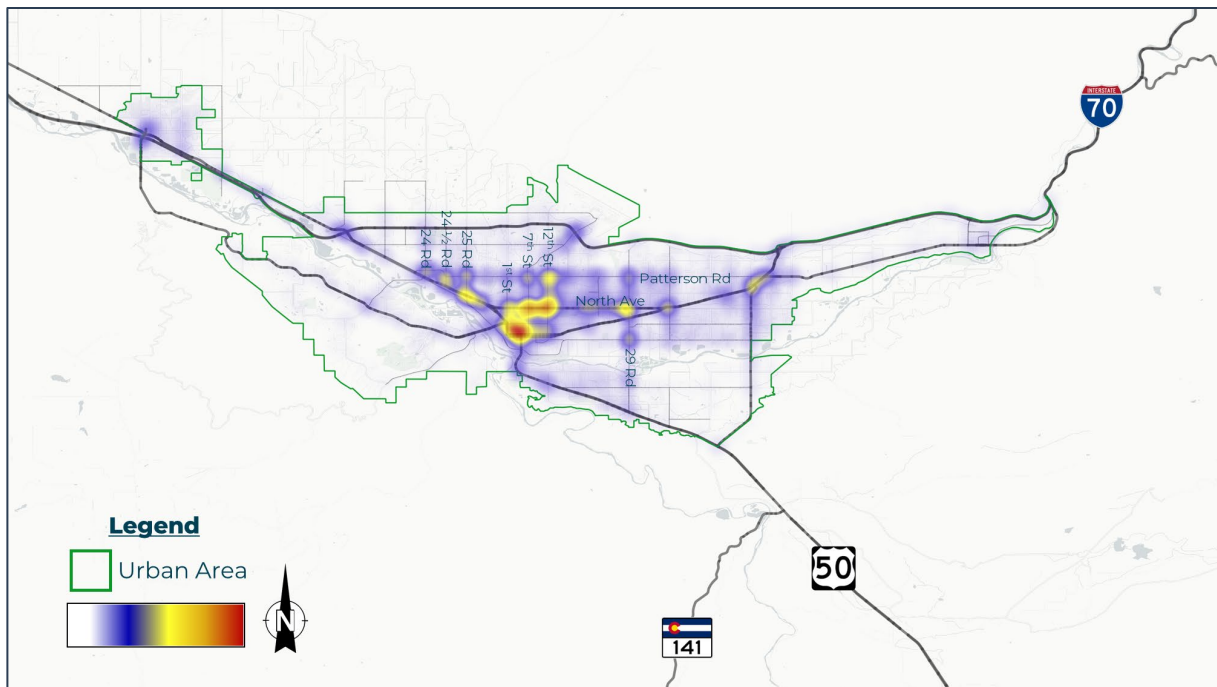 INTERSTATE
70
24 Rd
24 ½ Rd
25 Rd
1st St
7th St
12th St
Patterson Rd
North Ave
29 Rd
Legend
Urban Area
N
50
141